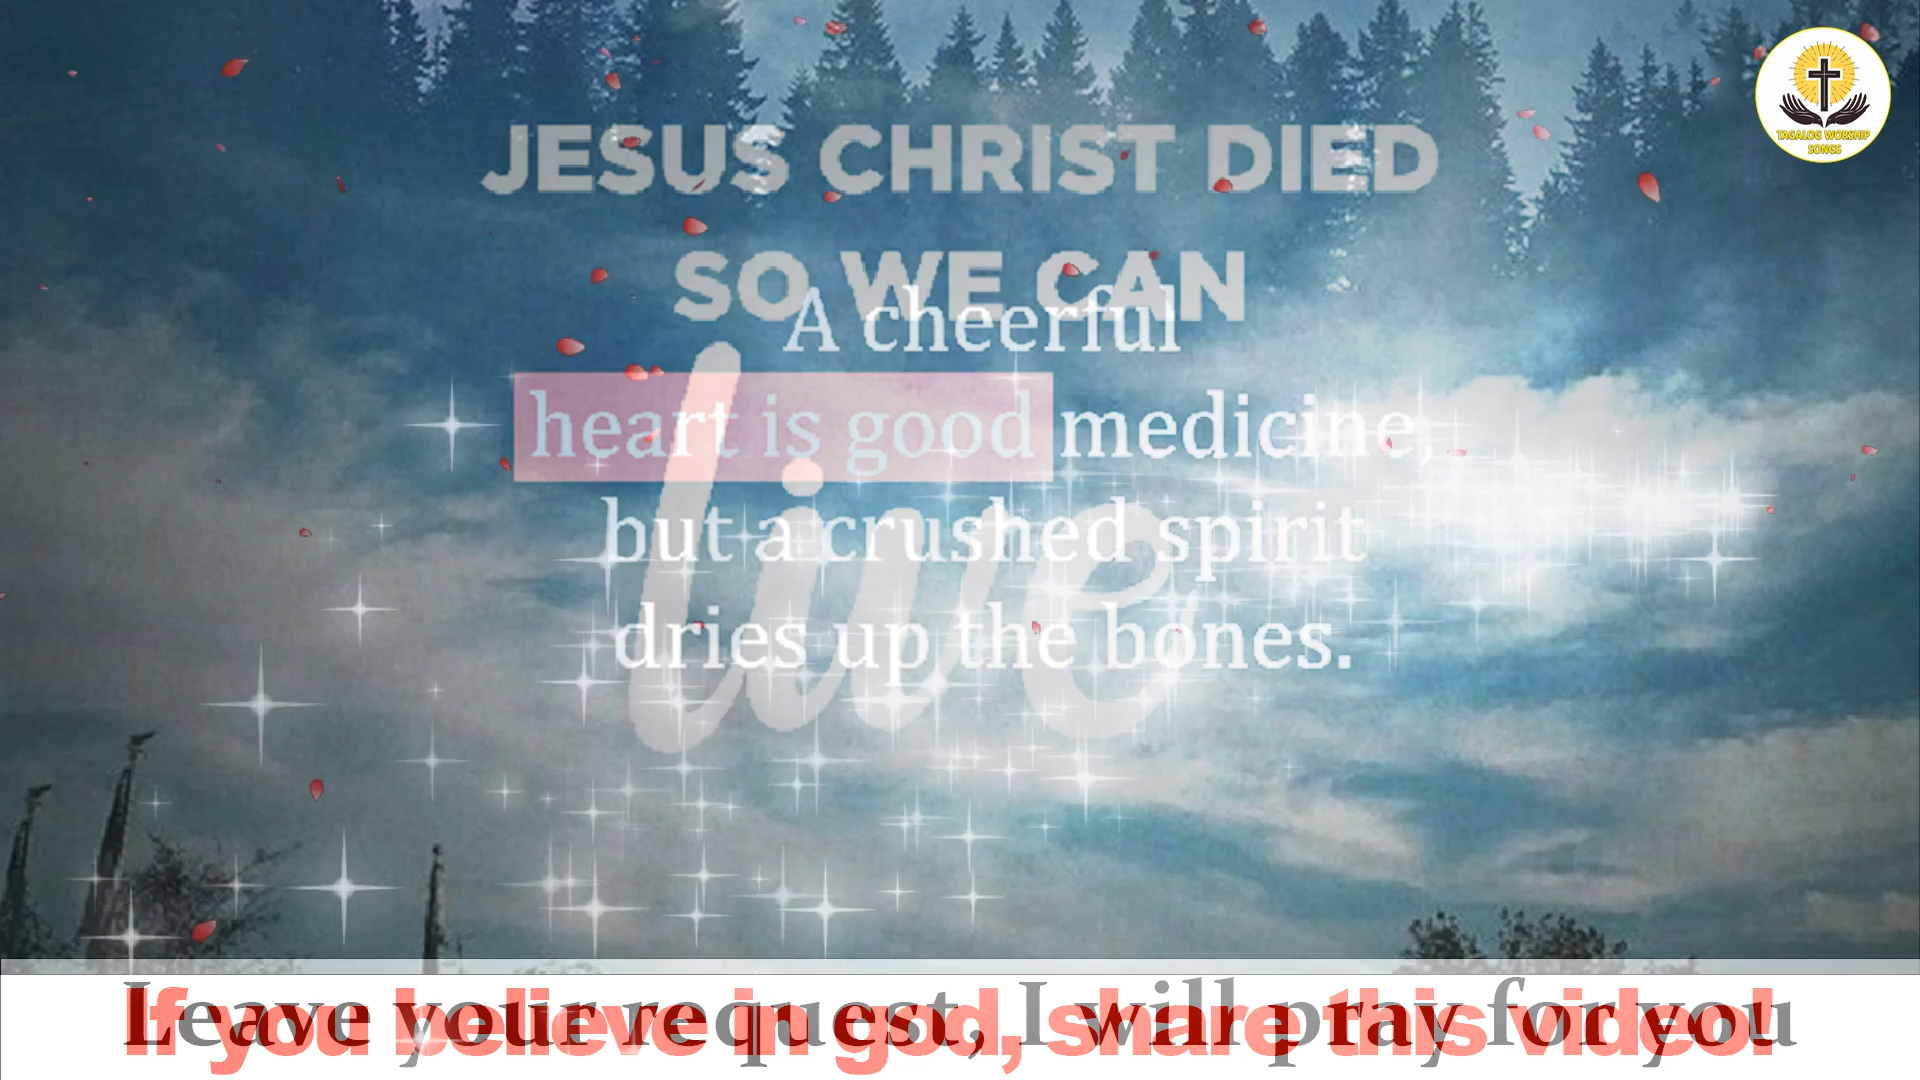 JESUS CHRIST DIED
SO WE CAN
live
A cheerful
heart is good medicine,
but a crushed spirit
dries up the bones.
TAGALOG WORSHIP
SONGS
Leave your request, I will pray for you
If you believe in god, share this video!